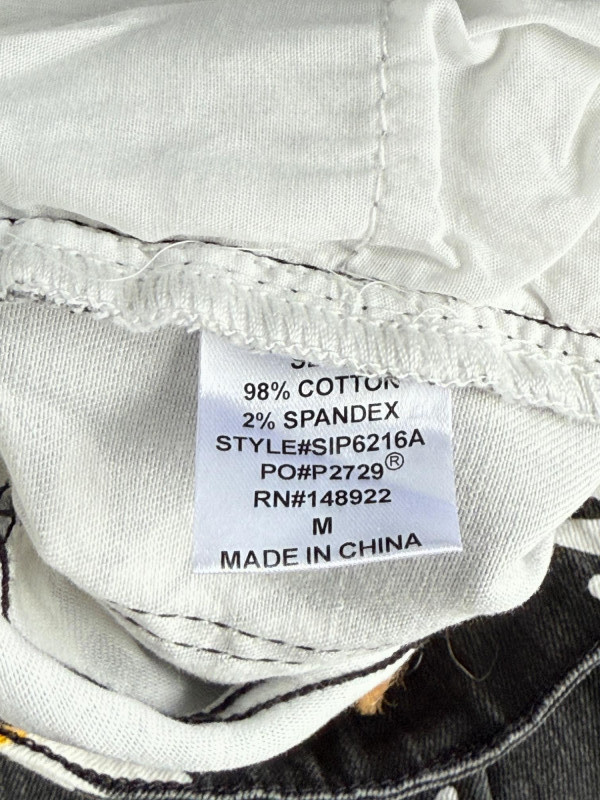 98% COTTON
2% SPANDEX
STYLE#SIP6216A
PO#P2729®
RN#148922
M
MADE IN CHINA